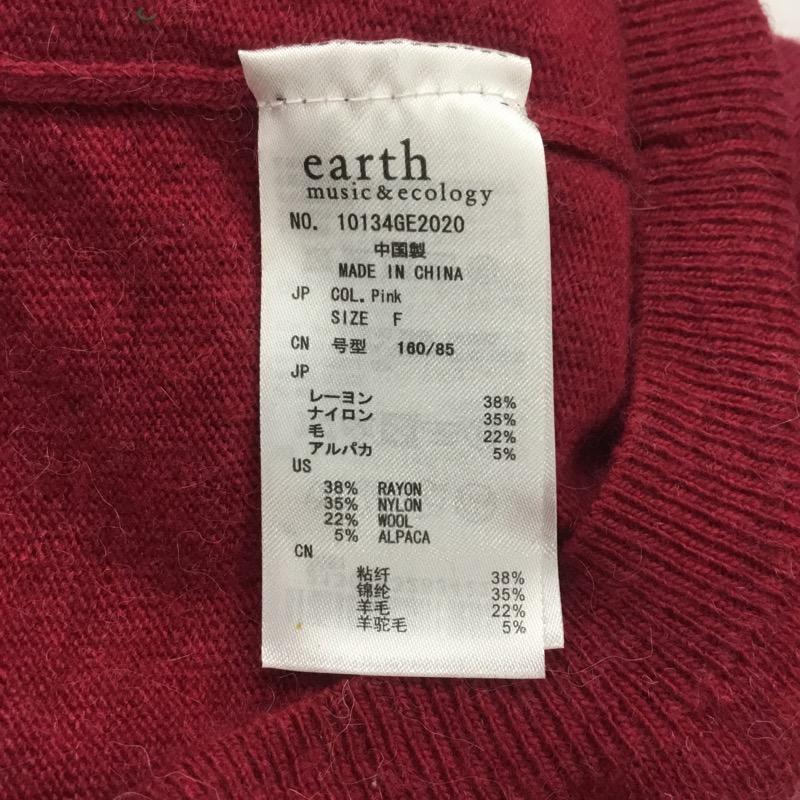 earth
music&ecology
NO. 10134GE2020
中国製
MADE IN CHINA
JP COL. Pink
SIZE F
CN 号型 160/85
JP
レーヨン 38%
ナイロン 35%
毛 22%
アルパカ 5%
US
38% RAYON
35% NYLON
22% WOOL
5% ALPACA
CN
粘纤 38%
锦纶 35%
羊毛 22%
羊驼毛 5%